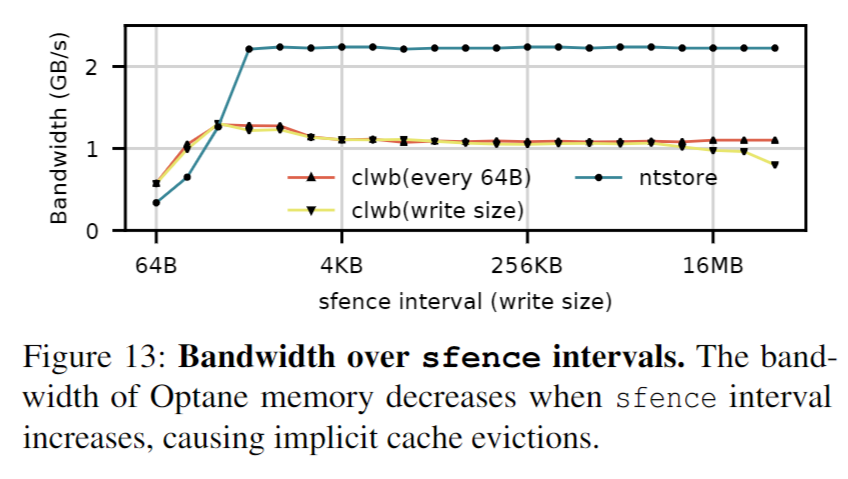 Bandwidth (GB/s)
2
1
0
clwb(every 64B)
ntstore
clwb(write size)
64B
4KB
256KB
16MB
sfence interval (write size)
Figure 13: Bandwidth over sfence intervals. The band-
width of Optane memory decreases when sfence interval
increases, causing implicit cache evictions.